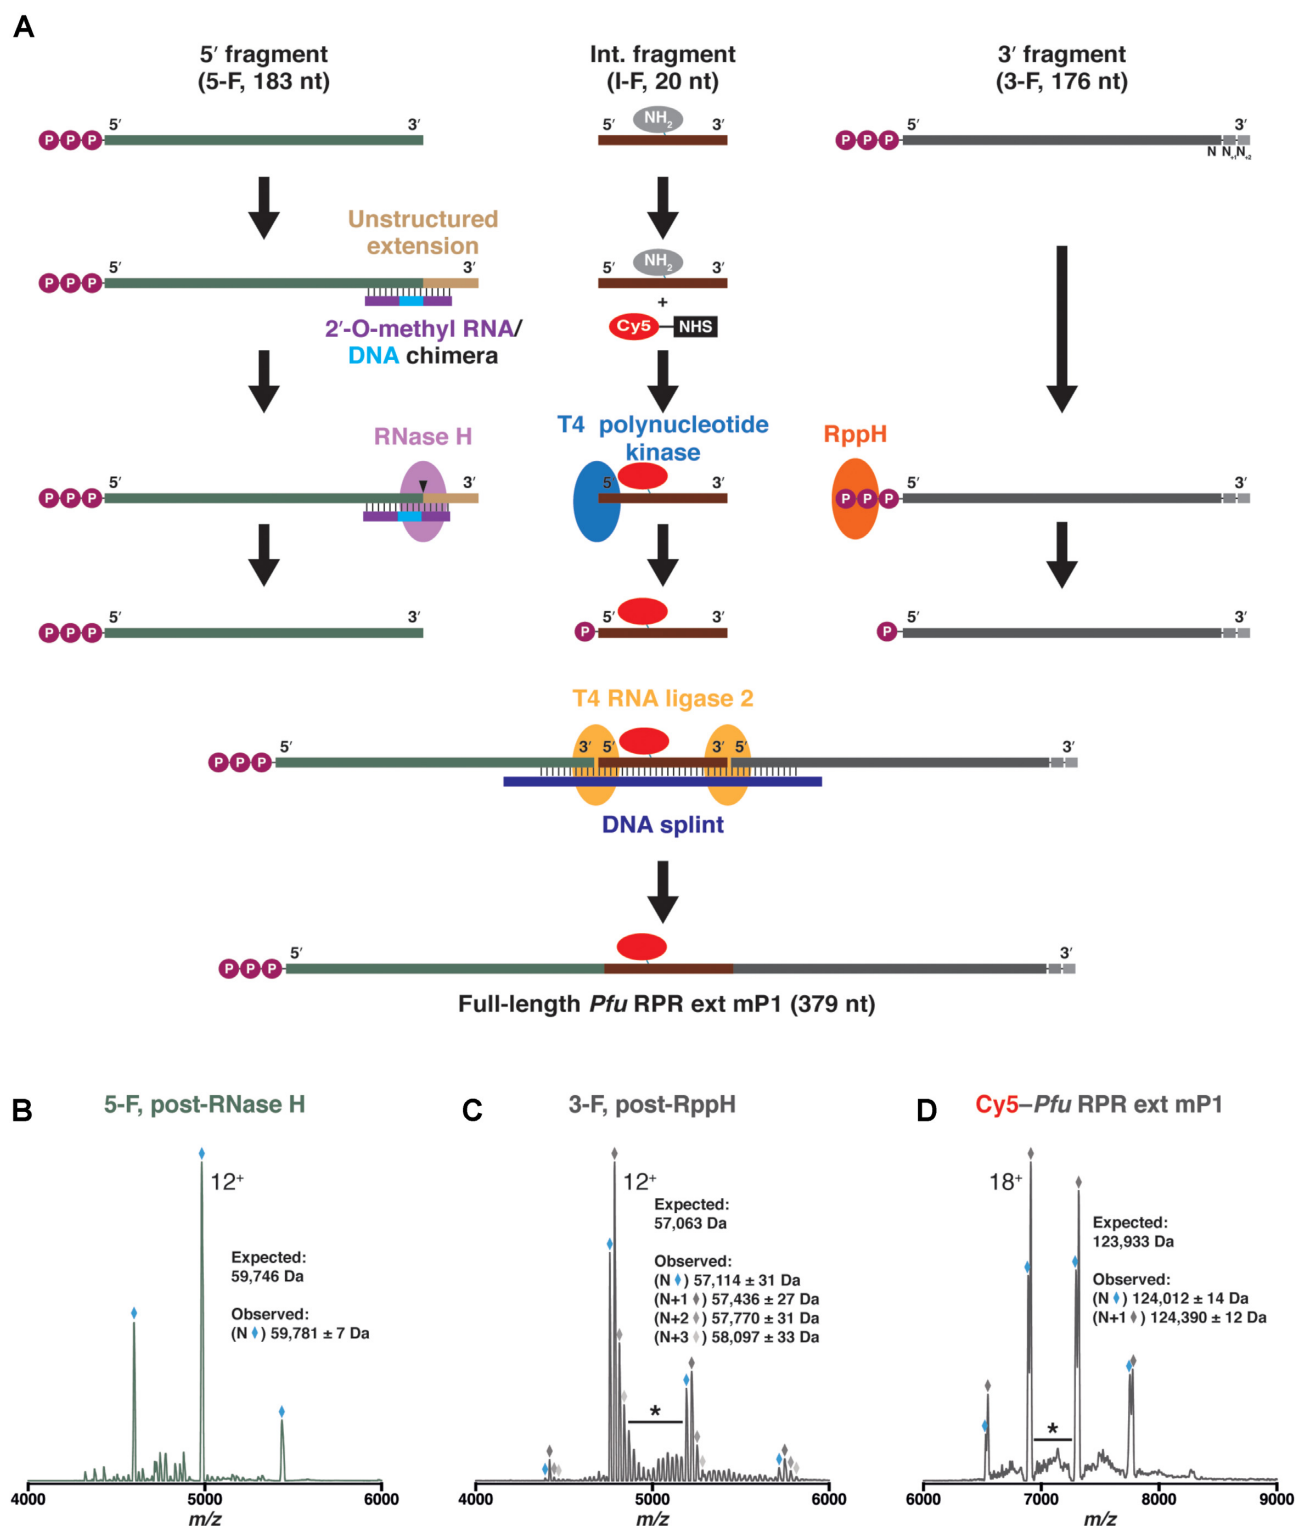 A
5′ fragment
(5-F, 183 nt)
Int. fragment
(I-F, 20 nt)
3′ fragment
(3-F, 176 nt)
P P P 5′ 3′
5′ NH2 3′
P P P 5′ 3′
N N+1 N+2
Unstructured
extension
P P P 5′ 3′
2′-O-methyl RNA/
DNA chimera
5′ NH2 3′
+
Cy5 NHS
RNase H
P P P 5′ 3′
T4 polynucleotide
kinase
5′ 3′
RppH
P P P 5′ 3′
P P P 5′ 3′
P 5′ 3′
P 5′ 3′
T4 RNA ligase 2
P P P 5′ 3′ 5′ 3′ 5′ 3′
DNA splint
P P P 5′ 3′
Full-length Pfu RPR ext mP1 (379 nt)
B
5-F, post-RNase H
12+
Expected:
59,746 Da
Observed:
(N ) 59,781 ± 7 Da
4000 5000 6000
m/z
C
3-F, post-RppH
12+
Expected:
57,063 Da
Observed:
(N ) 57,114 ± 31 Da
(N+1 ) 57,436 ± 27 Da
(N+2 ) 57,770 ± 31 Da
(N+3 ) 58,097 ± 33 Da
*
4000 5000 6000
m/z
D
Cy5–Pfu RPR ext mP1
18+
Expected:
123,933 Da
Observed:
(N ) 124,012 ± 14 Da
(N+1 ) 124,390 ± 12 Da
*
6000 7000 8000 9000
m/z